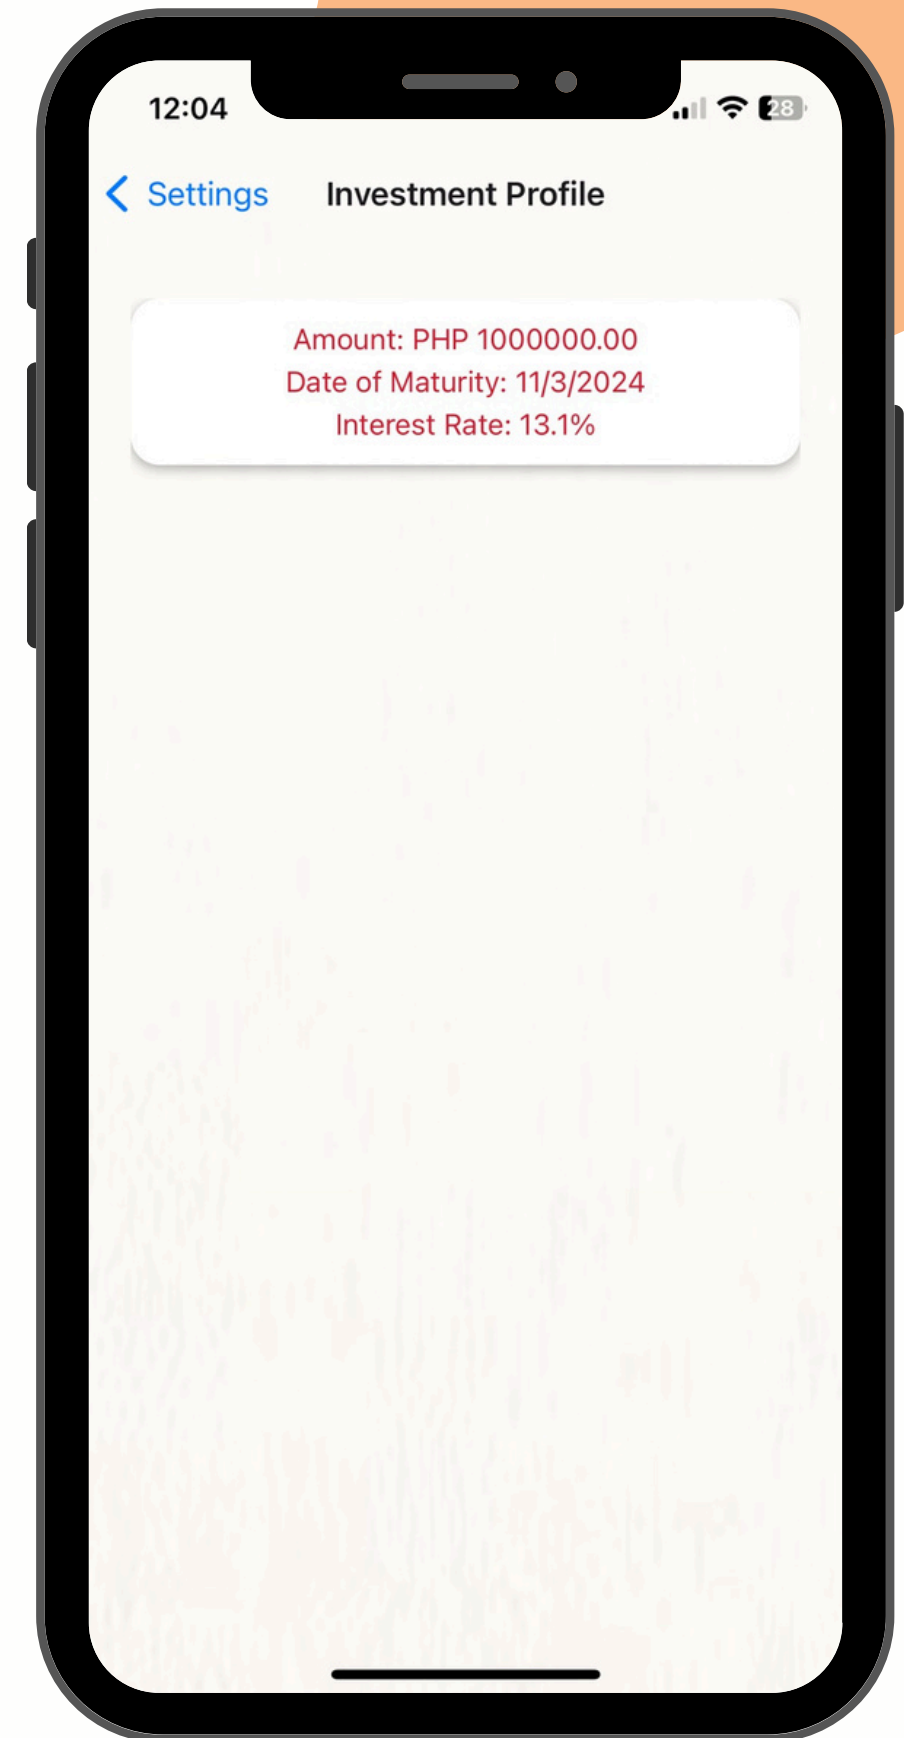 12:04
28
Settings
Investment Profile
Amount: PHP 1000000.00
Date of Maturity: 11/3/2024
Interest Rate: 13.1%